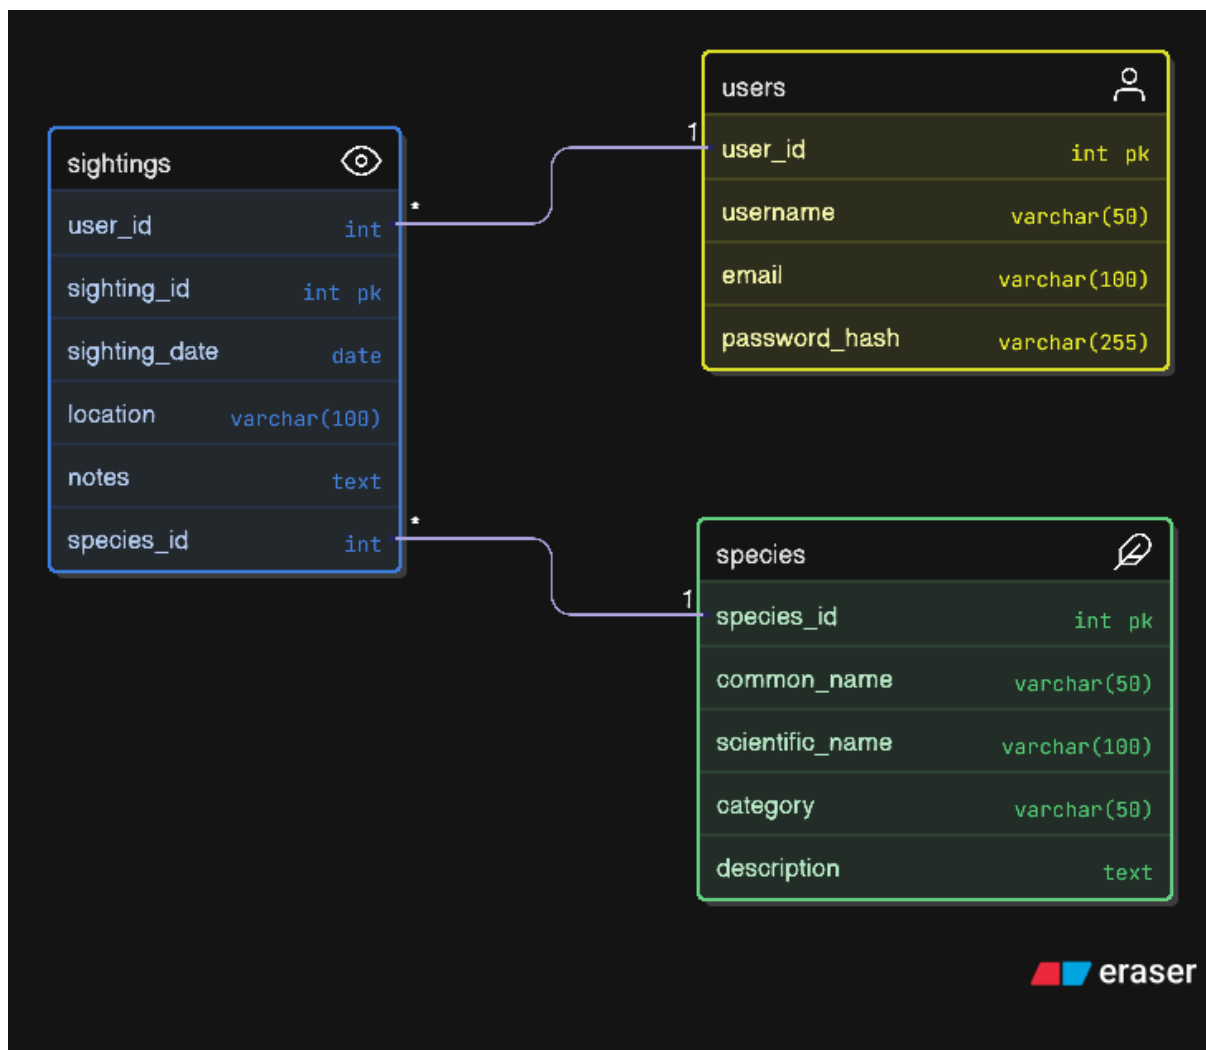 sightings
user_id int
sighting_id int pk
sighting_date date
location varchar(100)
notes text
species_id int
*
*
1
1
users
user_id int pk
username varchar(50)
email varchar(100)
password_hash varchar(255)
species
species_id int pk
common_name varchar(50)
scientific_name varchar(100)
category varchar(50)
description text
eraser